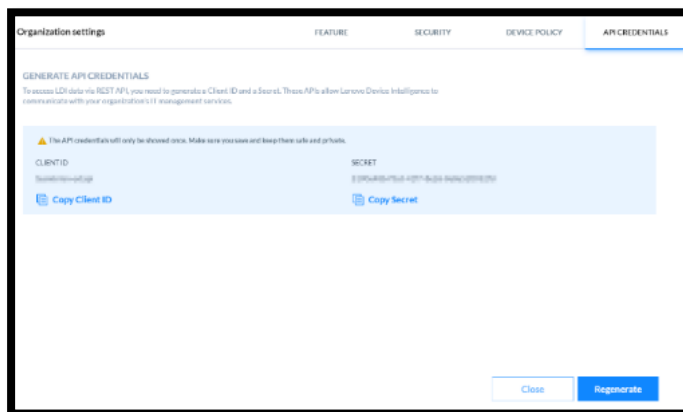 Organization settings
FEATURE
SECURITY
DEVICE POLICY
API CREDENTIALS
GENERATE API CREDENTIALS
To access LDI data via REST API, you need to generate a Client ID and a Secret. These APIs allow Lenovo Device Intelligence to
communicate with your organization's IT management services.
The API credentials will only be showed once. Make sure you save and keep them safe and private.
CLIENT ID
SECRET
Copy Client ID
Copy Secret
Close
Regenerate